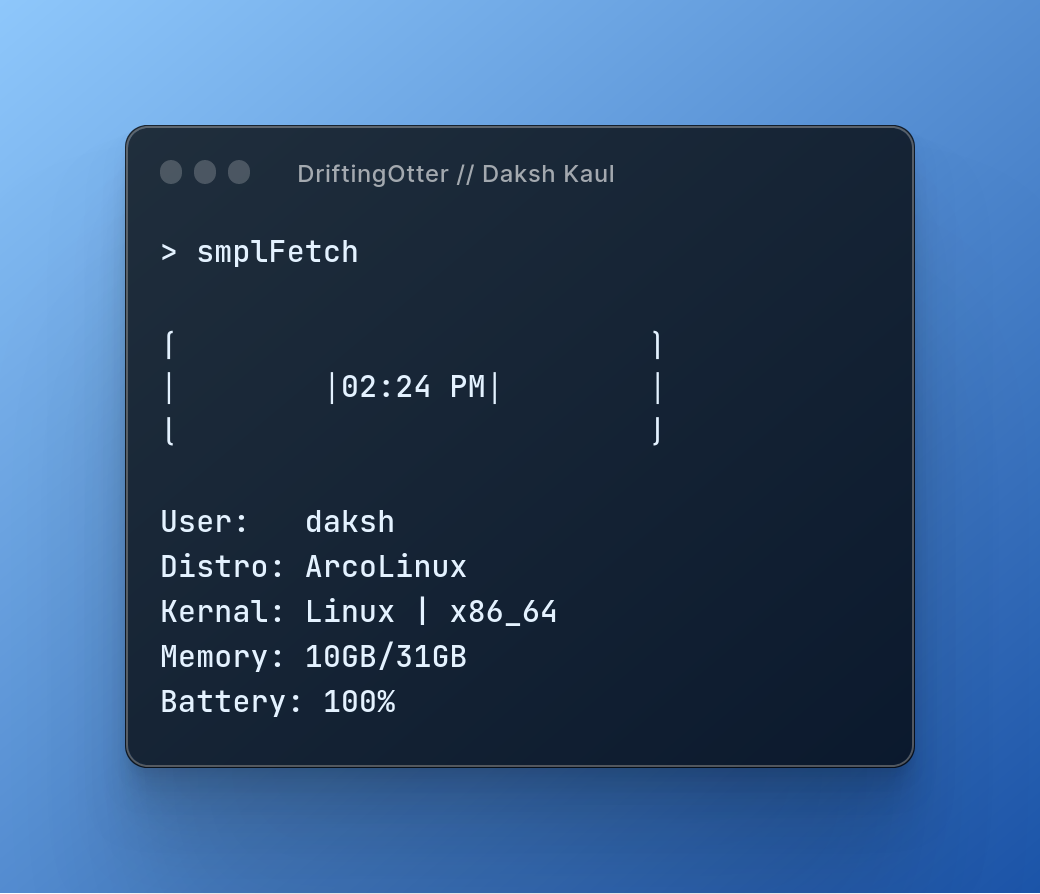 DriftingOtter // Daksh Kaul
> smplFetch
⎧                          ⎫
|        |02:24 PM|        |
⎩                          ⎭
User:   daksh
Distro: ArcoLinux
Kernal: Linux | x86_64
Memory: 10GB/31GB
Battery: 100%